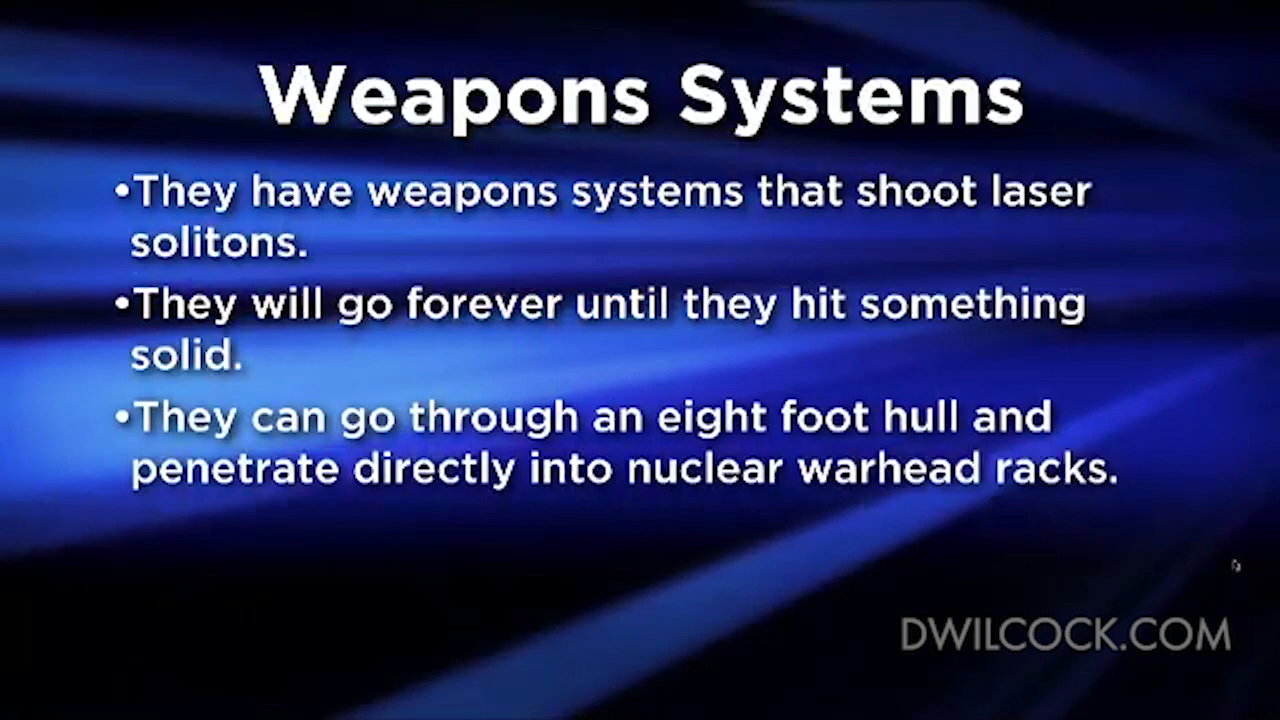 Weapons Systems
•They have weapons systems that shoot laser
solitons.
•They will go forever until they hit something
solid.
•They can go through an eight foot hull and
penetrate directly into nuclear warhead racks.
DWILCOCK.COM